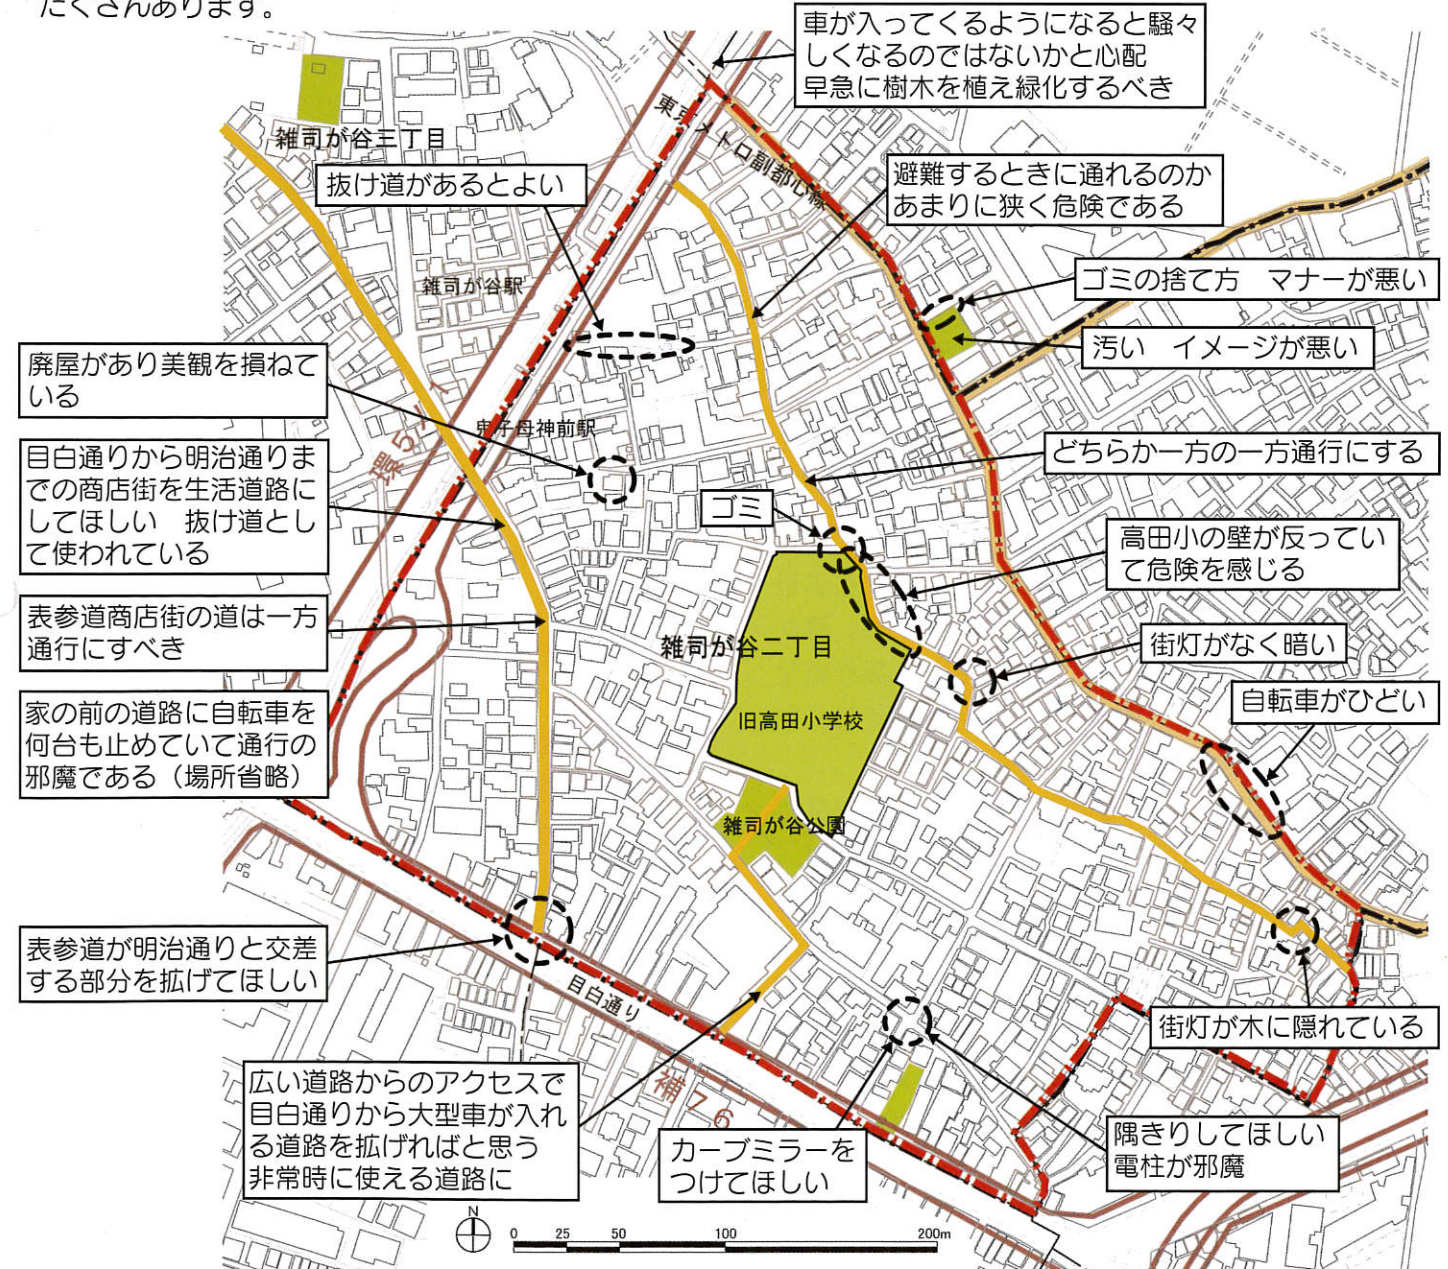 たくさんあります。
車が入ってくるようになると騒々
しくなるのではないかと心配
早急に樹木を植え緑化するべき
雑司が谷三丁目
東京メトロ副都心線
抜け道があるとよい
避難するときに通れるのか
あまりに狭く危険である
雑司が谷駅
ゴミの捨て方　マナーが悪い
汚い　イメージが悪い
廃屋があり美観を損ねて
いる
環5ノ1
鬼子母神前駅
どちらか一方の一方通行にする
目白通りから明治通りま
での商店街を生活道路に
してほしい　抜け道とし
て使われている
ゴミ
高田小の壁が反ってい
て危険を感じる
表参道商店街の道は一方
通行にすべき
雑司が谷二丁目
街灯がなく暗い
家の前の道路に自転車を
何台も止めていて通行の
邪魔である（場所省略）
旧高田小学校
自転車がひどい
雑司が谷公園
表参道が明治通りと交差
する部分を拡げてほしい
目白通り
街灯が木に隠れている
広い道路からのアクセスで
目白通りから大型車が入れ
る道路を拡げればと思う
非常時に使える道路に
補76
カーブミラーを
つけてほしい
隅きりしてほしい
電柱が邪魔
N
0 25 50 100 200m